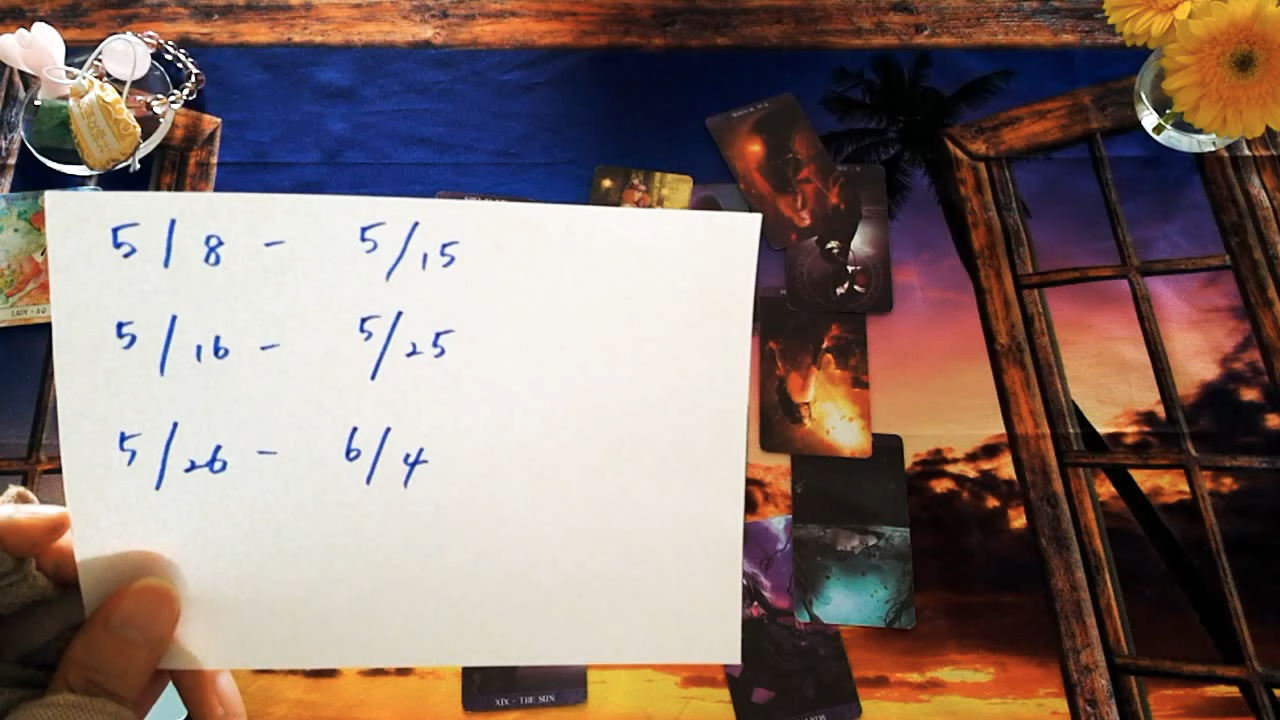 5/8 - 5/15
5/16 - 5/25
5/26 - 6/4
XIX · THE SUN